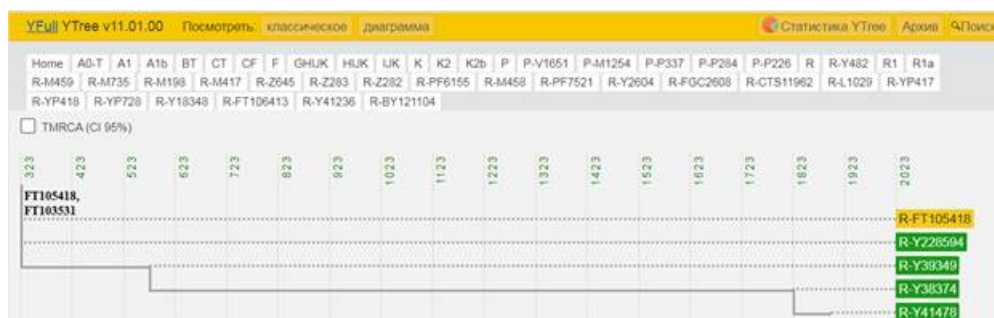 YFull YTree v11.01.00 Посмотреть: классическое диаграмма Статистика YTree Архив Поиск
Home A0-T A1 A1b BT CT CF F GHIJK HIJK IJK K K2 K2b P P-V1651 P-M1254 P-P337 P-P284 P-P226 R R-Y482 R1 R1a
R-M459 R-M735 R-M198 R-M417 R-Z645 R-Z283 R-Z282 R-PF6155 R-M458 R-PF7521 R-Y2604 R-FGC2608 R-CTS11962 R-L1029 R-YP417
R-YP418 R-YP728 R-Y18348 R-FT106413 R-Y41236 R-BY121104
TMRCA (CI 95%)
323 423 523 623 723 823 923 1023 1123 1223 1323 1423 1523 1623 1723 1823 1923 2023
FT105418,
FT103531
R-FT105418
R-Y228594
R-Y39349
R-Y38374
R-Y41478